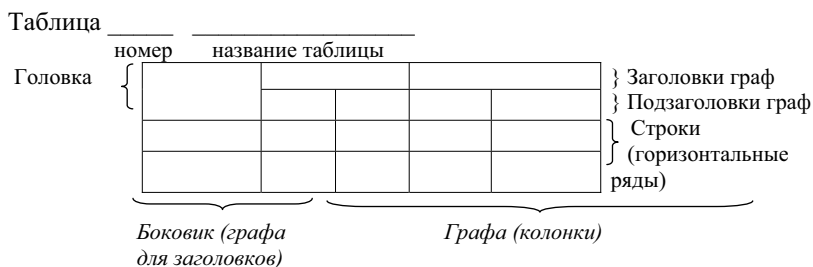 Таблица _____ _________________
номер название таблицы
Головка
} Заголовки граф
} Подзаголовки граф
Строки
(горизонтальные
ряды)
Боковик (графа
для заголовков)
Графа (колонки)